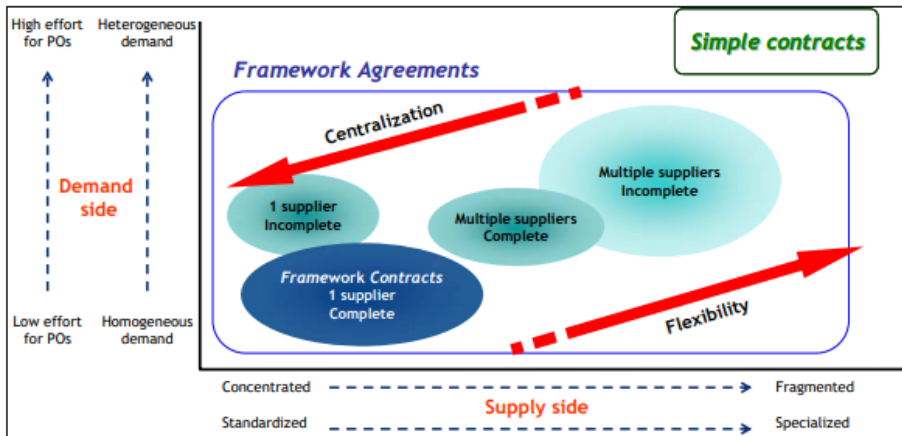 High effort
for POs
Heterogeneous
demand
Simple contracts
Framework Agreements
Centralization
Demand
side
1 supplier
Incomplete
Multiple suppliers
Complete
Multiple suppliers
Incomplete
Framework Contracts
1 supplier
Complete
Flexibility
Low effort
for POs
Homogeneous
demand
Concentrated
Fragmented
Supply side
Standardized
Specialized